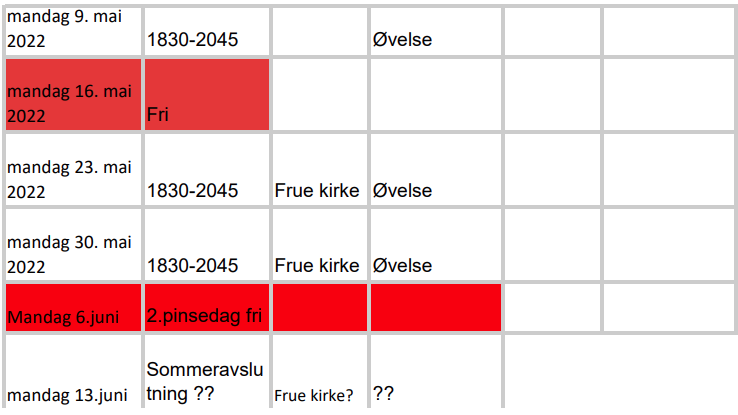 mandag 9. mai
2022 1830-2045 Øvelse
mandag 16. mai
2022 Fri
mandag 23. mai
2022 1830-2045 Frue kirke Øvelse
mandag 30. mai
2022 1830-2045 Frue kirke Øvelse
Mandag 6.juni 2.pinsedag fri
Sommeravslu
mandag 13.juni tning ?? Frue kirke? ??